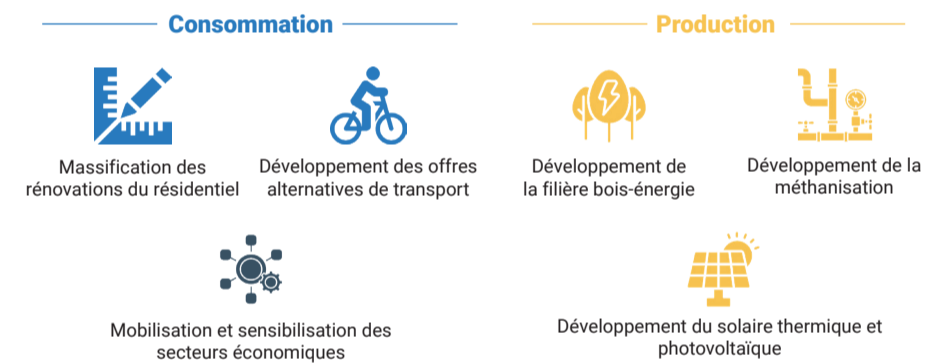 Consommation
Production
Massification des
rénovations du résidentiel
Développement des offres
alternatives de transport
Développement de
la filière bois-énergie
Développement de la
méthanisation
Mobilisation et sensibilisation des
secteurs économiques
Développement du solaire thermique et
photovoltaïque